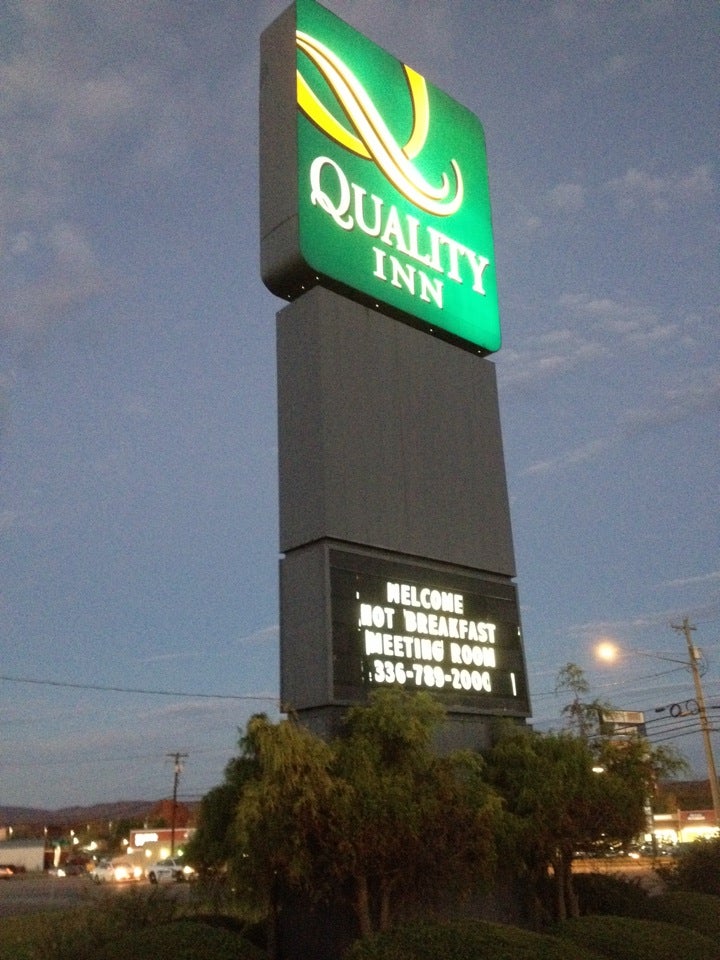 QUALITY
INN
WELCOME
HOT BREAKFAST
MEETING ROOM
336-789-2000